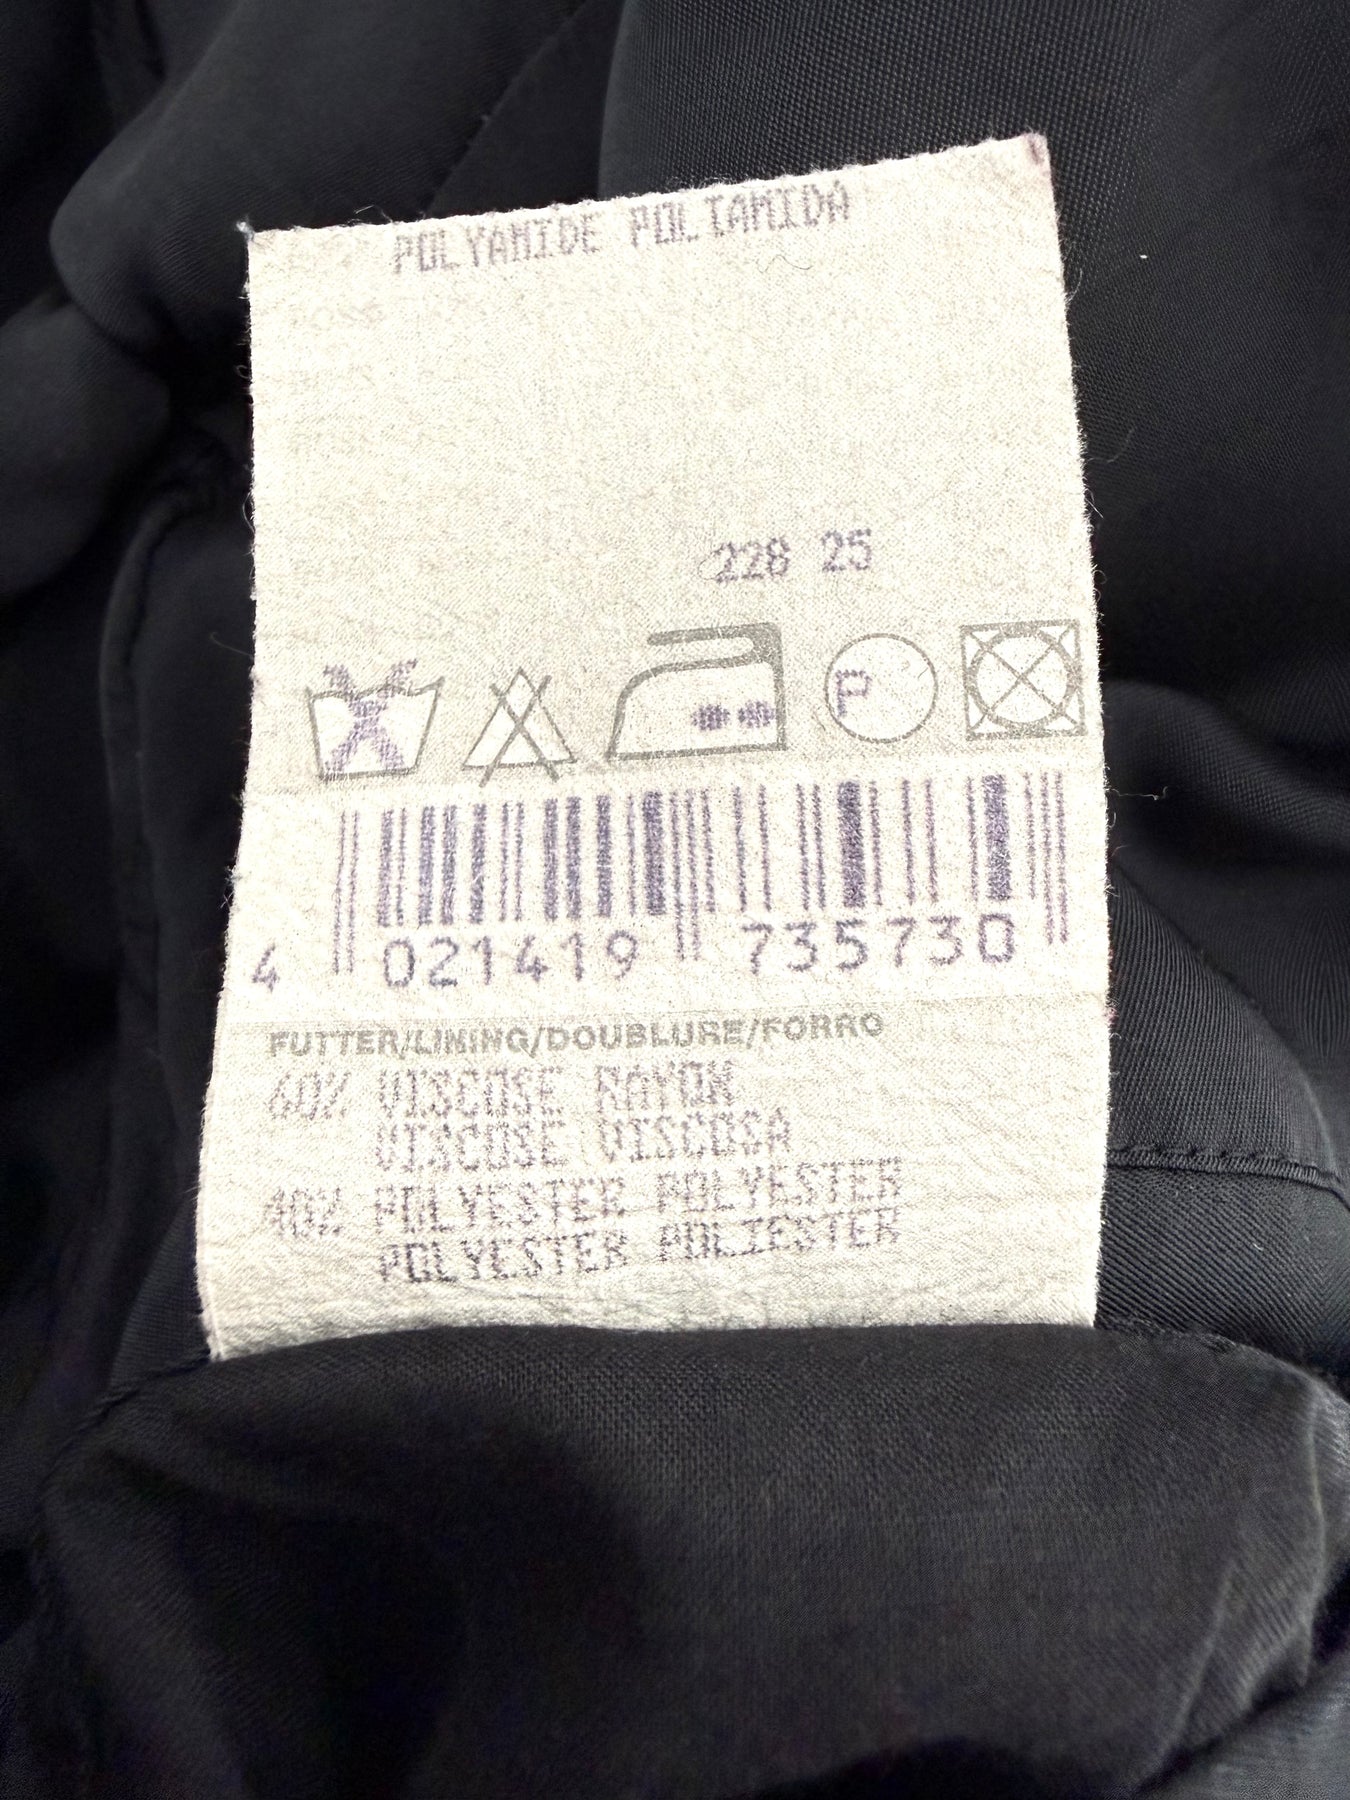 POLYAMIDE POLIAMIDA
228 25
P
4 021419 735730
FUTTER/LINING/DOUBLURE/FORRO
60% VISCOSE RAYON
VISCOSE VISCOSA
40% POLYESTER POLYESTER
POLYESTER POLIESTER